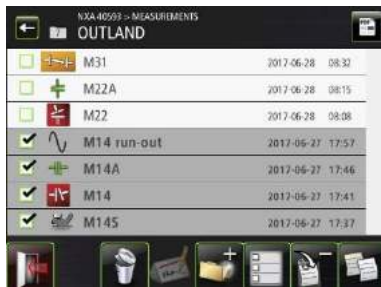 NXA 40593 > MEASUREMENTS
OUTLAND
PDF
M31 2017-06-28 08:32
M22A 2017-06-28 08:15
M22 2017-06-28 08:08
M14 run-out 2017-06-27 17:57
M14A 2017-06-27 17:46
M14 2017-06-27 17:41
M14S 2017-06-27 17:37